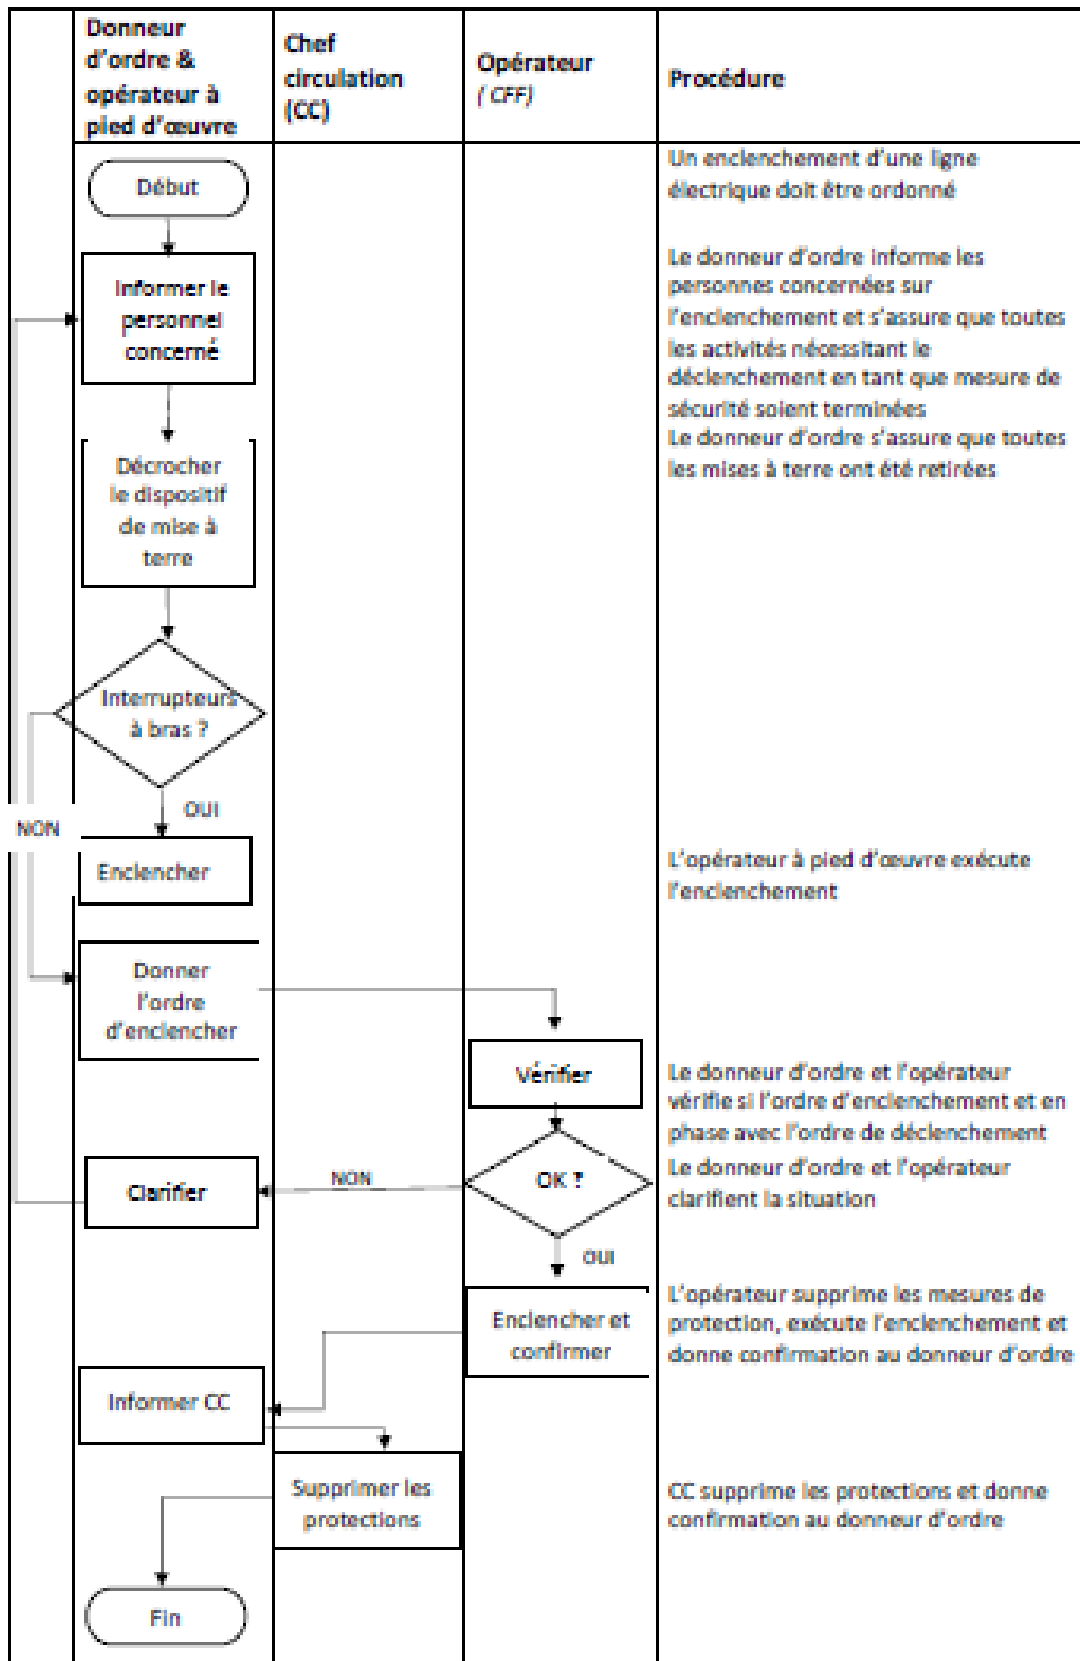 Donneur
d'ordre &
opérateur à
pied d'œuvre
Chef
circulation
(CC)
Opérateur
( CFF)
Procédure
Début
Un enclenchement d'une ligne
électrique doit être ordonné
Informer le
personnel
concerné
Le donneur d'ordre informe les
personnes concernées sur
l'enclenchement et s'assure que toutes
les activités nécessitant le
déclenchement en tant que mesure de
sécurité soient terminées
Le donneur d'ordre s'assure que toutes
les mises à terre ont été retirées
Décrocher
le dispositif
de mise à
terre
Interrupteurs
à bras ?
OUI
NON
Enclencher
L'opérateur à pied d'œuvre exécute
l'enclenchement
Donner
l'ordre
d'enclencher
Vérifier
Le donneur d'ordre et l'opérateur
vérifie si l'ordre d'enclenchement et en
phase avec l'ordre de déclenchement
Clarifier
NON
OK ?
Le donneur d'ordre et l'opérateur
clarifient la situation
OUI
Enclencher et
confirmer
L'opérateur supprime les mesures de
protection, exécute l'enclenchement et
donne confirmation au donneur d'ordre
Informer CC
Supprimer les
protections
CC supprime les protections et donne
confirmation au donneur d'ordre
Fin